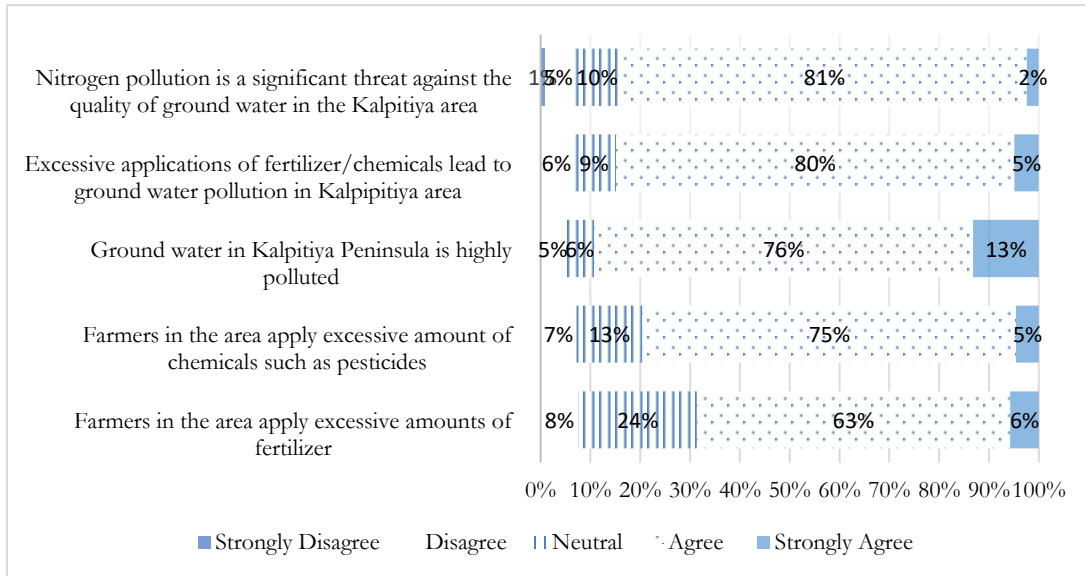 Nitrogen pollution is a significant threat against the
quality of ground water in the Kalpitiya area
1% 5% 10% 81% 2%
Excessive applications of fertilizer/chemicals lead to
ground water pollution in Kalpipitiya area
6% 9% 80% 5%
Ground water in Kalpitiya Peninsula is highly
polluted
5% 6% 76% 13%
Farmers in the area apply excessive amount of
chemicals such as pesticides
7% 13% 75% 5%
Farmers in the area apply excessive amounts of
fertilizer
8% 24% 63% 6%
0% 10% 20% 30% 40% 50% 60% 70% 80% 90% 100%
Strongly Disagree Disagree Neutral Agree Strongly Agree